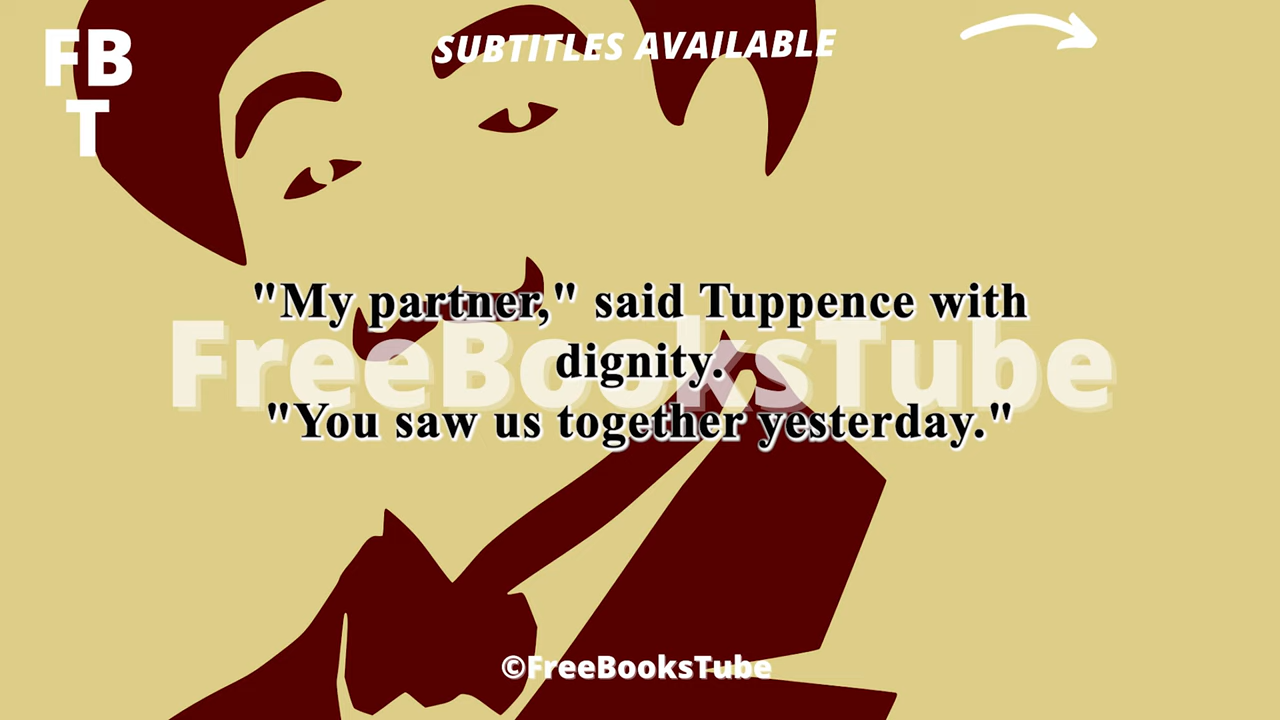 FB
T
SUBTITLES AVAILABLE
"My partner," said Tuppence with
dignity.
"You saw us together yesterday."
FreeBooksTube
©FreeBooksTube